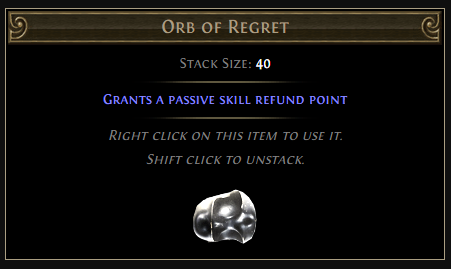 Orb of Regret
Stack Size: 40
Grants a passive skill refund point
Right click on this item to use it.
Shift click to unstack.